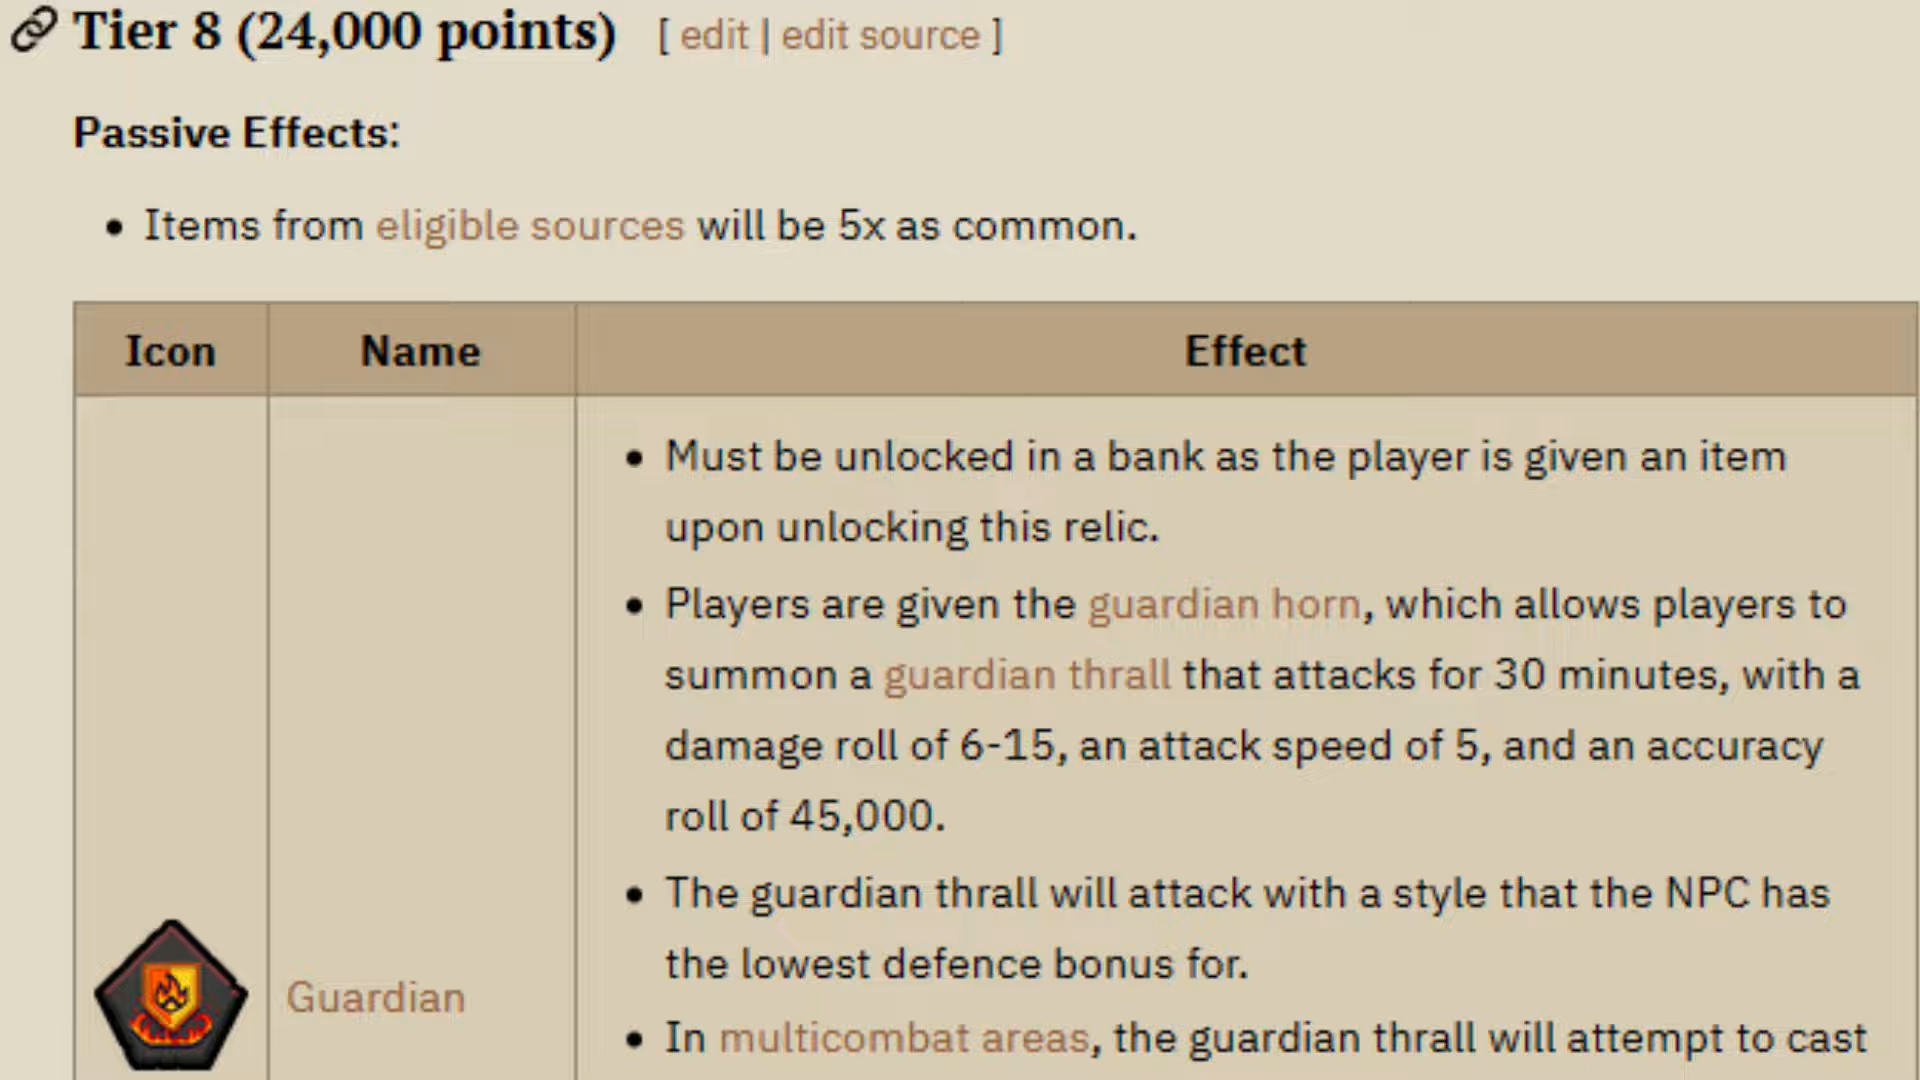 Tier 8 (24,000 points) [ edit | edit source ]
Passive Effects:
• Items from eligible sources will be 5x as common.
Icon Name Effect
• Must be unlocked in a bank as the player is given an item
upon unlocking this relic.
• Players are given the guardian horn, which allows players to
summon a guardian thrall that attacks for 30 minutes, with a
damage roll of 6-15, an attack speed of 5, and an accuracy
roll of 45,000.
• The guardian thrall will attack with a style that the NPC has
the lowest defence bonus for.
Guardian
• In multicombat areas, the guardian thrall will attempt to cast